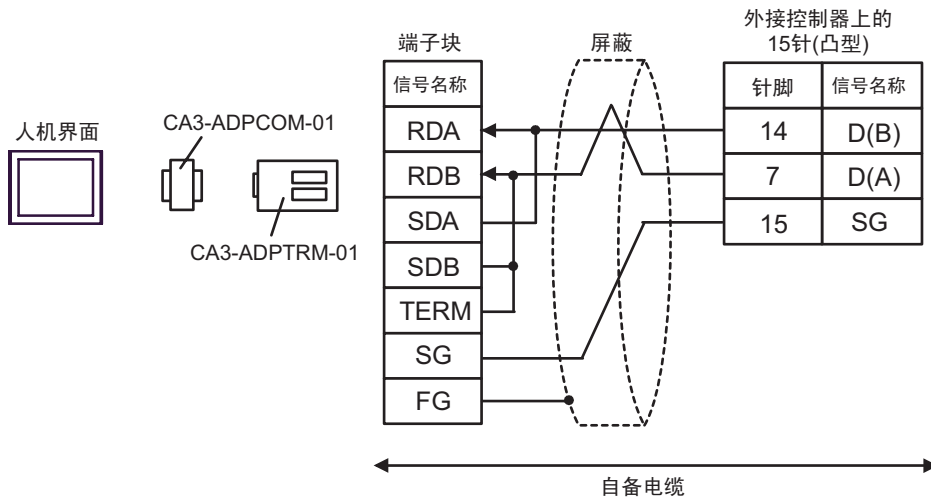 外接控制器上的
15针(凸型)
端子块
屏蔽
信号名称
针脚
信号名称
人机界面
CA3-ADPCOM-01
CA3-ADPTRM-01
RDA
14
D(B)
RDB
7
D(A)
SDA
15
SG
SDB
TERM
SG
FG
自备电缆